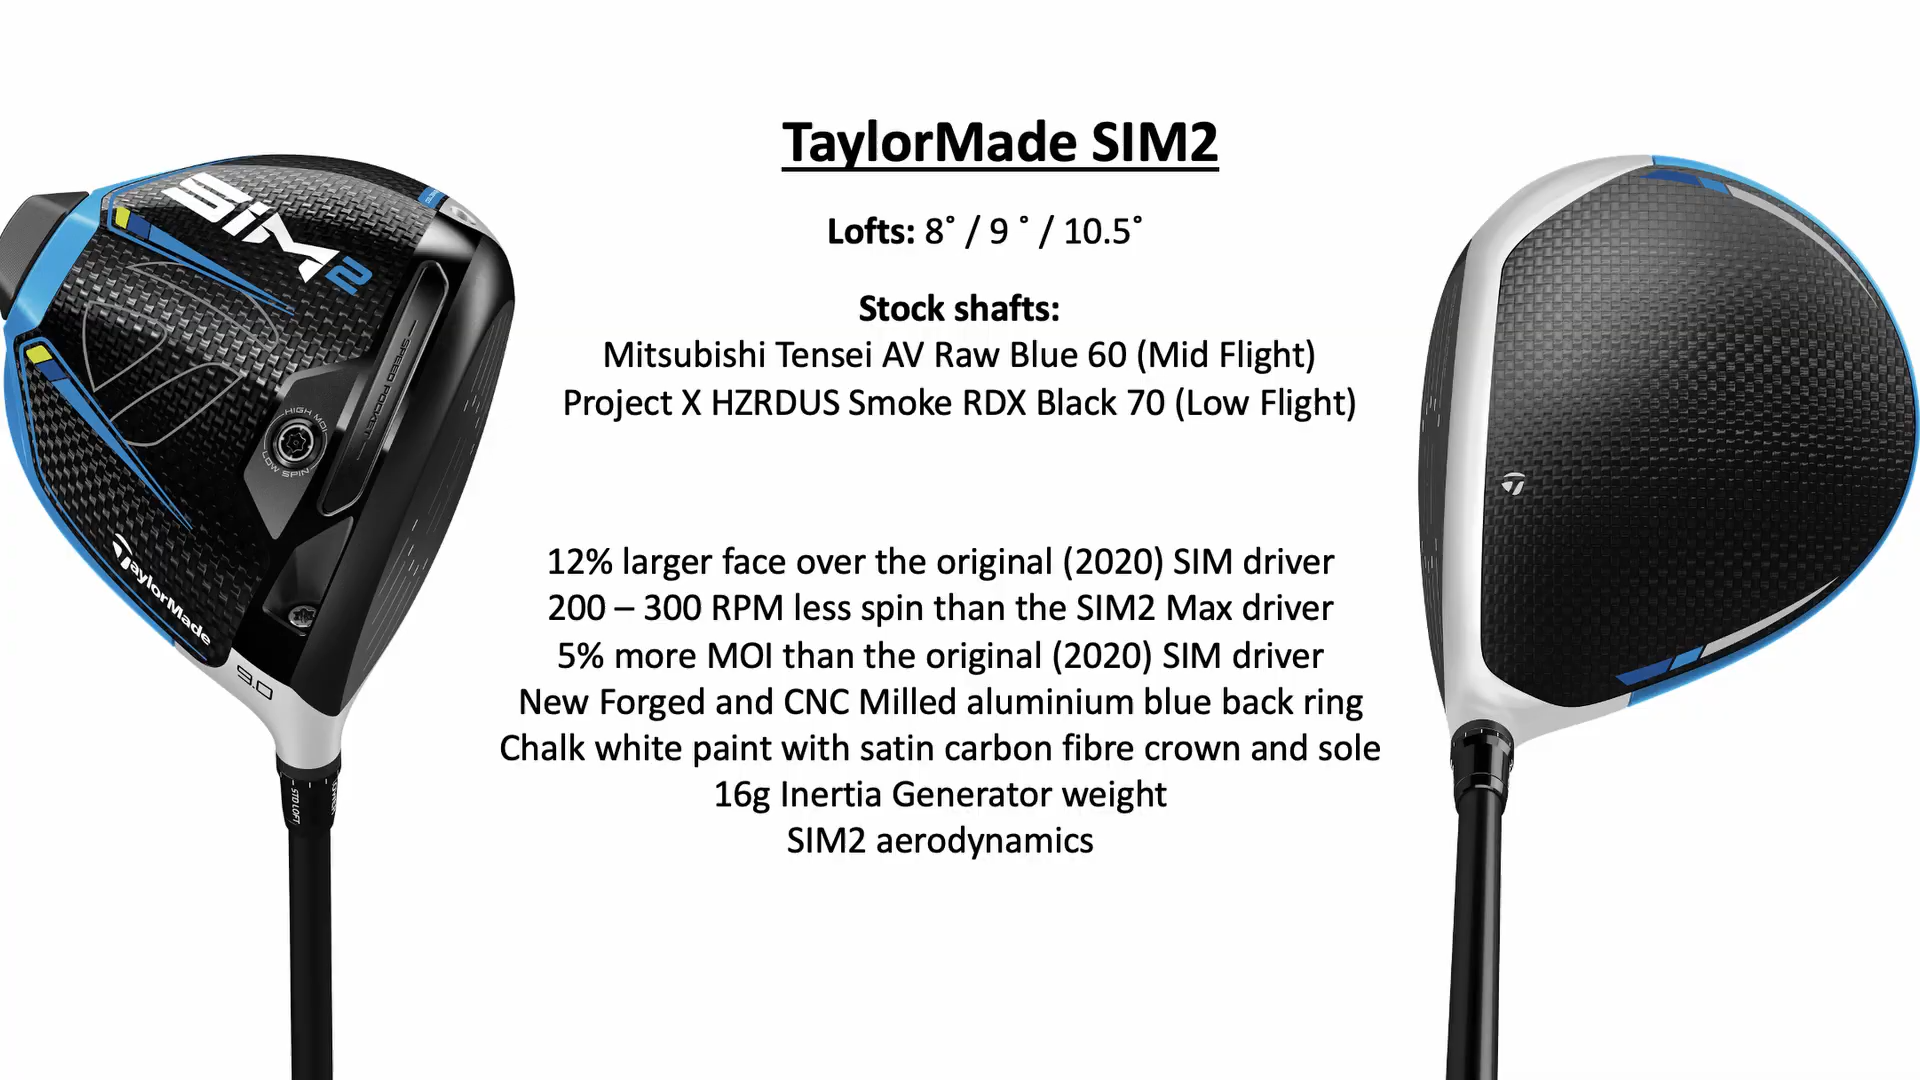 TaylorMade SIM2
Lofts: 8˚ / 9 ˚ / 10.5˚
Stock shafts:
Mitsubishi Tensei AV Raw Blue 60 (Mid Flight)
Project X HZRDUS Smoke RDX Black 70 (Low Flight)
12% larger face over the original (2020) SIM driver
200 – 300 RPM less spin than the SIM2 Max driver
5% more MOI than the original (2020) SIM driver
New Forged and CNC Milled aluminium blue back ring
Chalk white paint with satin carbon fibre crown and sole
16g Inertia Generator weight
SIM2 aerodynamics
SiM2
SPEED POCKET
HIGH MOI
LOW SPIN
TaylorMade
9.0
STD LOFT